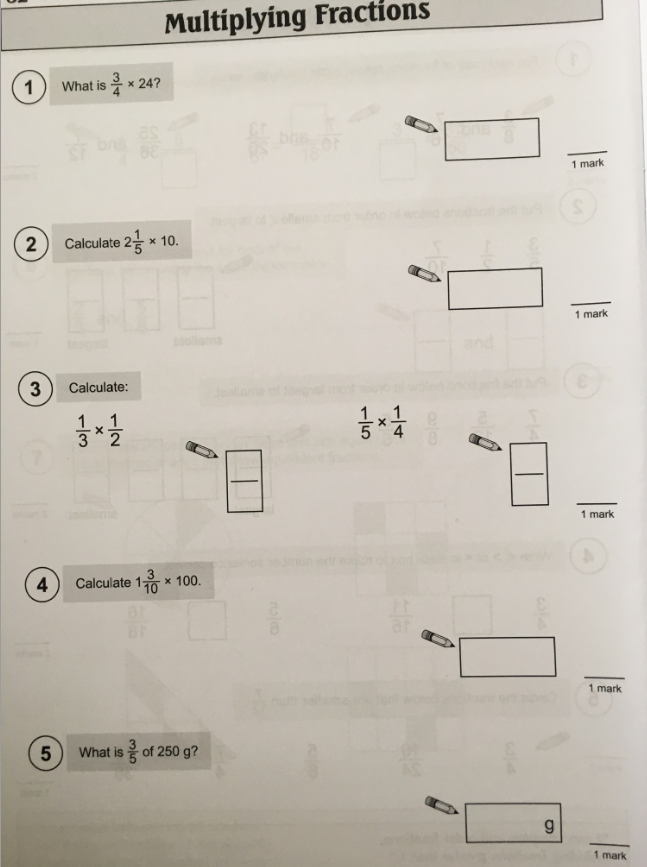 Multiplying Fractions
1 What is 3/4 × 24?
1 mark
2 Calculate 2 1/5 × 10.
1 mark
3 Calculate:
1/3 × 1/2 1/5 × 1/4
1 mark
4 Calculate 1 3/10 × 100.
1 mark
5 What is 3/5 of 250 g?
g
1 mark